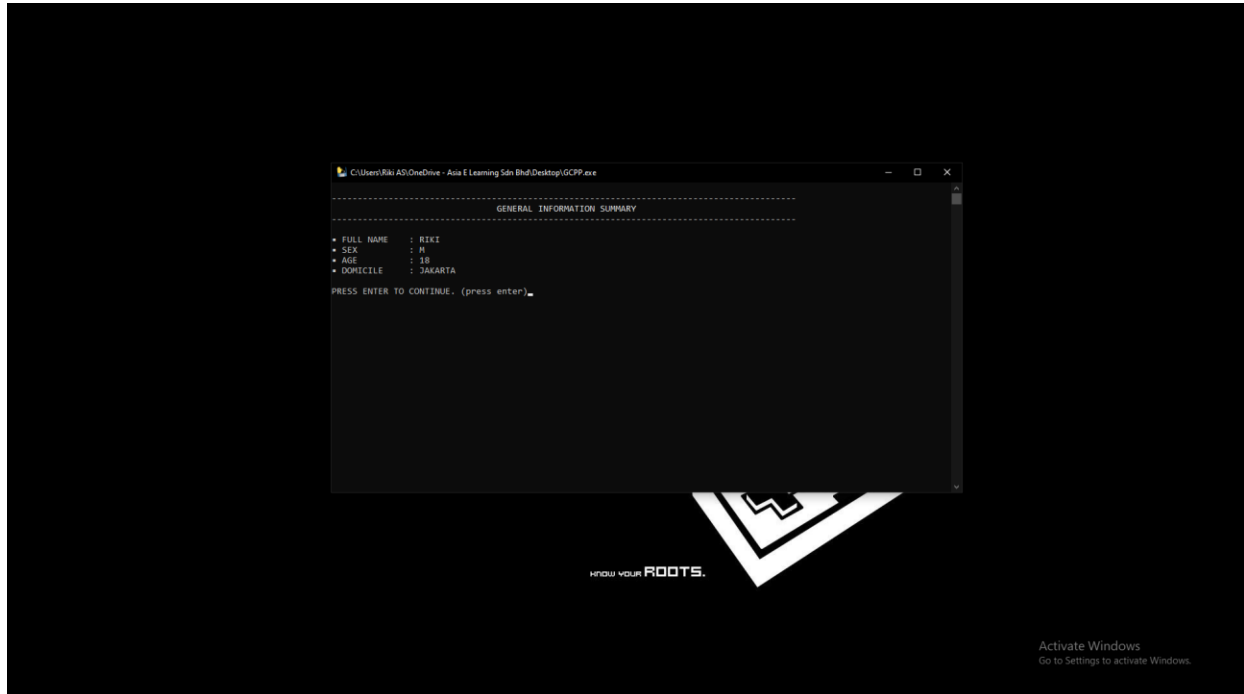 C:\Users\Riki AS\OneDrive - Asia E Learning Sdn Bhd\Desktop\GCPP.exe
GENERAL INFORMATION SUMMARY
▪ FULL NAME : RIKI
▪ SEX : M
▪ AGE : 18
▪ DOMICILE : JAKARTA
PRESS ENTER TO CONTINUE. (press enter)
KNOW YOUR ROOTS.
Activate Windows
Go to Settings to activate Windows.